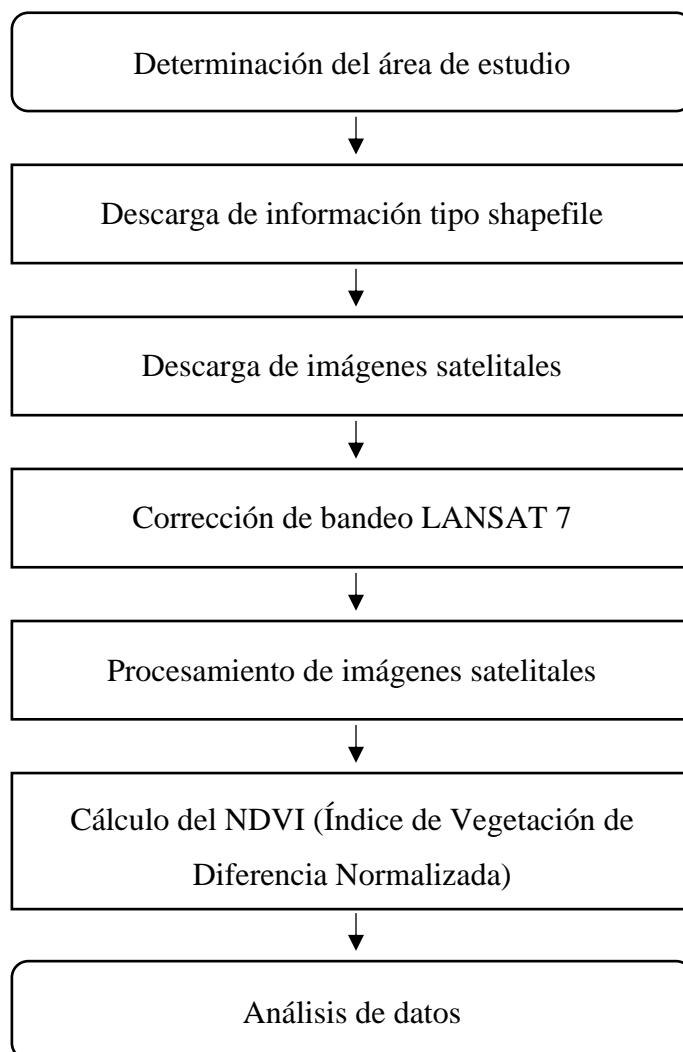 Determinación del área de estudio
Descarga de información tipo shapefile
Descarga de imágenes satelitales
Corrección de bandeo LANSAT 7
Procesamiento de imágenes satelitales
Cálculo del NDVI (Índice de Vegetación de
Diferencia Normalizada)
Análisis de datos